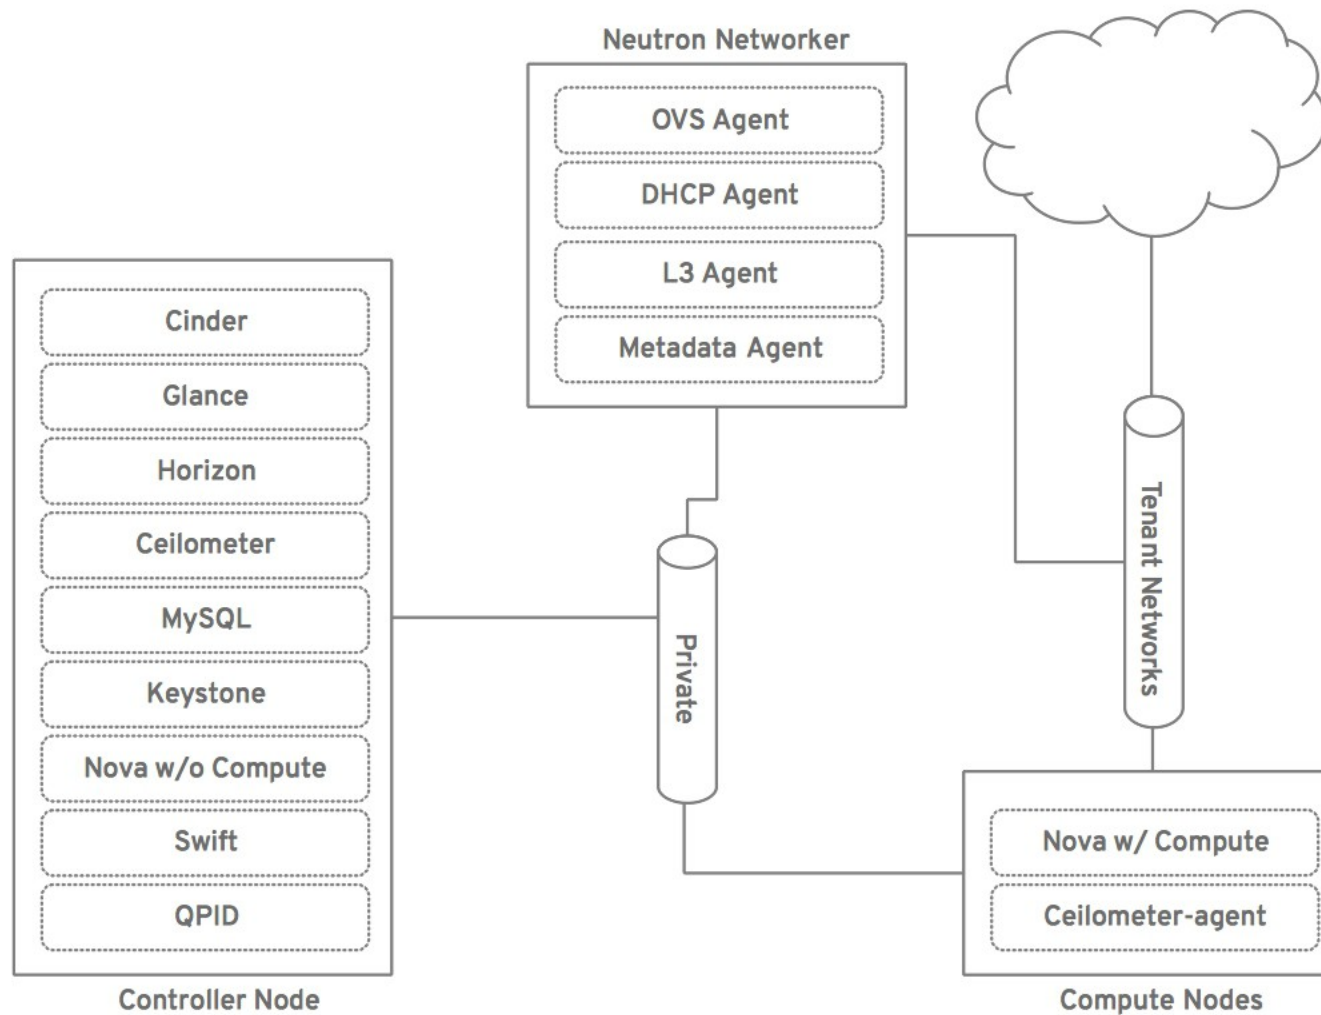 Neutron Networker
OVS Agent
DHCP Agent
L3 Agent
Metadata Agent
Cinder
Glance
Horizon
Ceilometer
MySQL
Keystone
Nova w/o Compute
Swift
QPID
Controller Node
Private
Tenant Networks
Nova w/ Compute
Ceilometer-agent
Compute Nodes